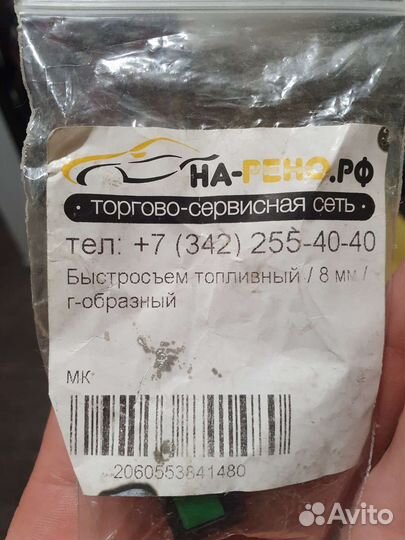 НА-РЕНО.РФ
· ТОРГОВО-СЕРВИСНАЯ СЕТЬ ·
тел: +7 (342) 255-40-40
Быстросъем топливный / 8 мм /
г-образный
МК
2060553841480
Avito